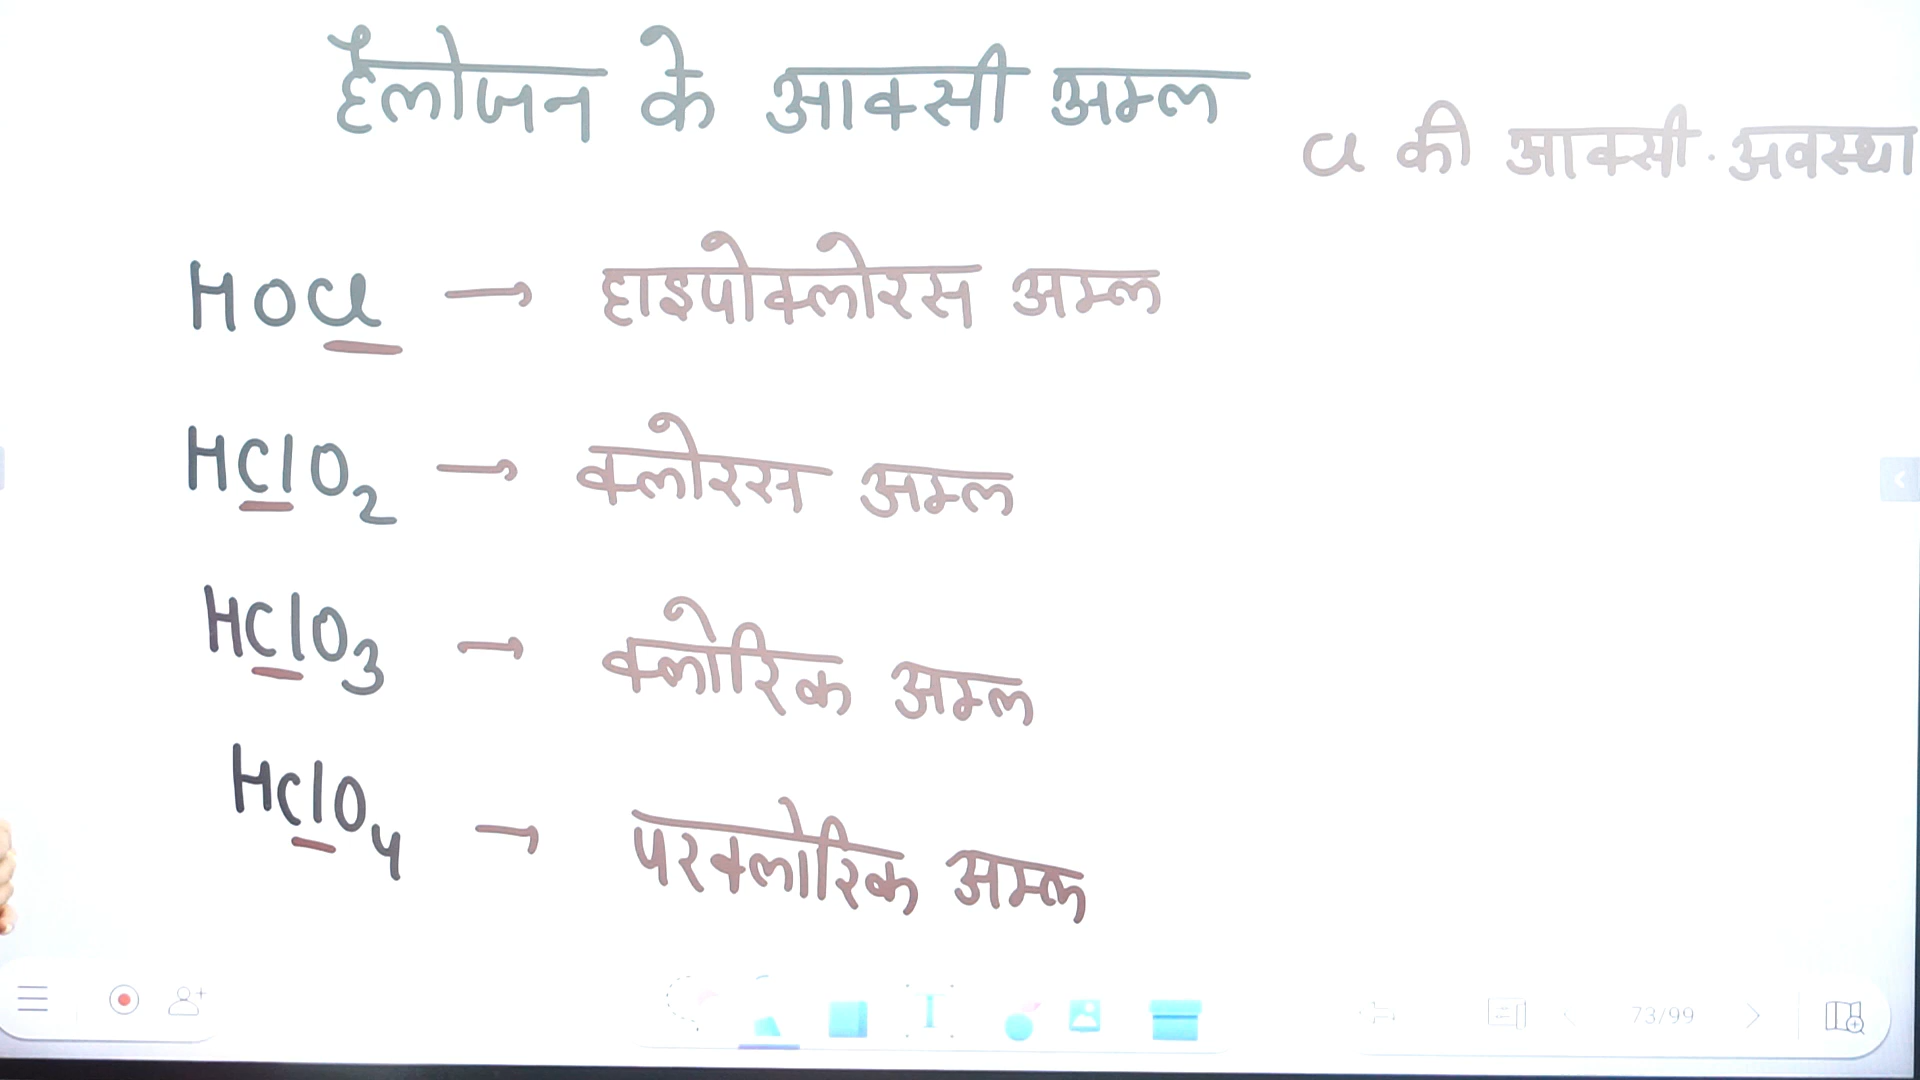 हैलोजन के आक्सी अम्ल
Cl की आक्सी. अवस्था
HOCl → हाइपोक्लोरस अम्ल
HClO2 → क्लोरस अम्ल
HClO3 → क्लोरिक अम्ल
HClO4 → परक्लोरिक अम्ल
73/99